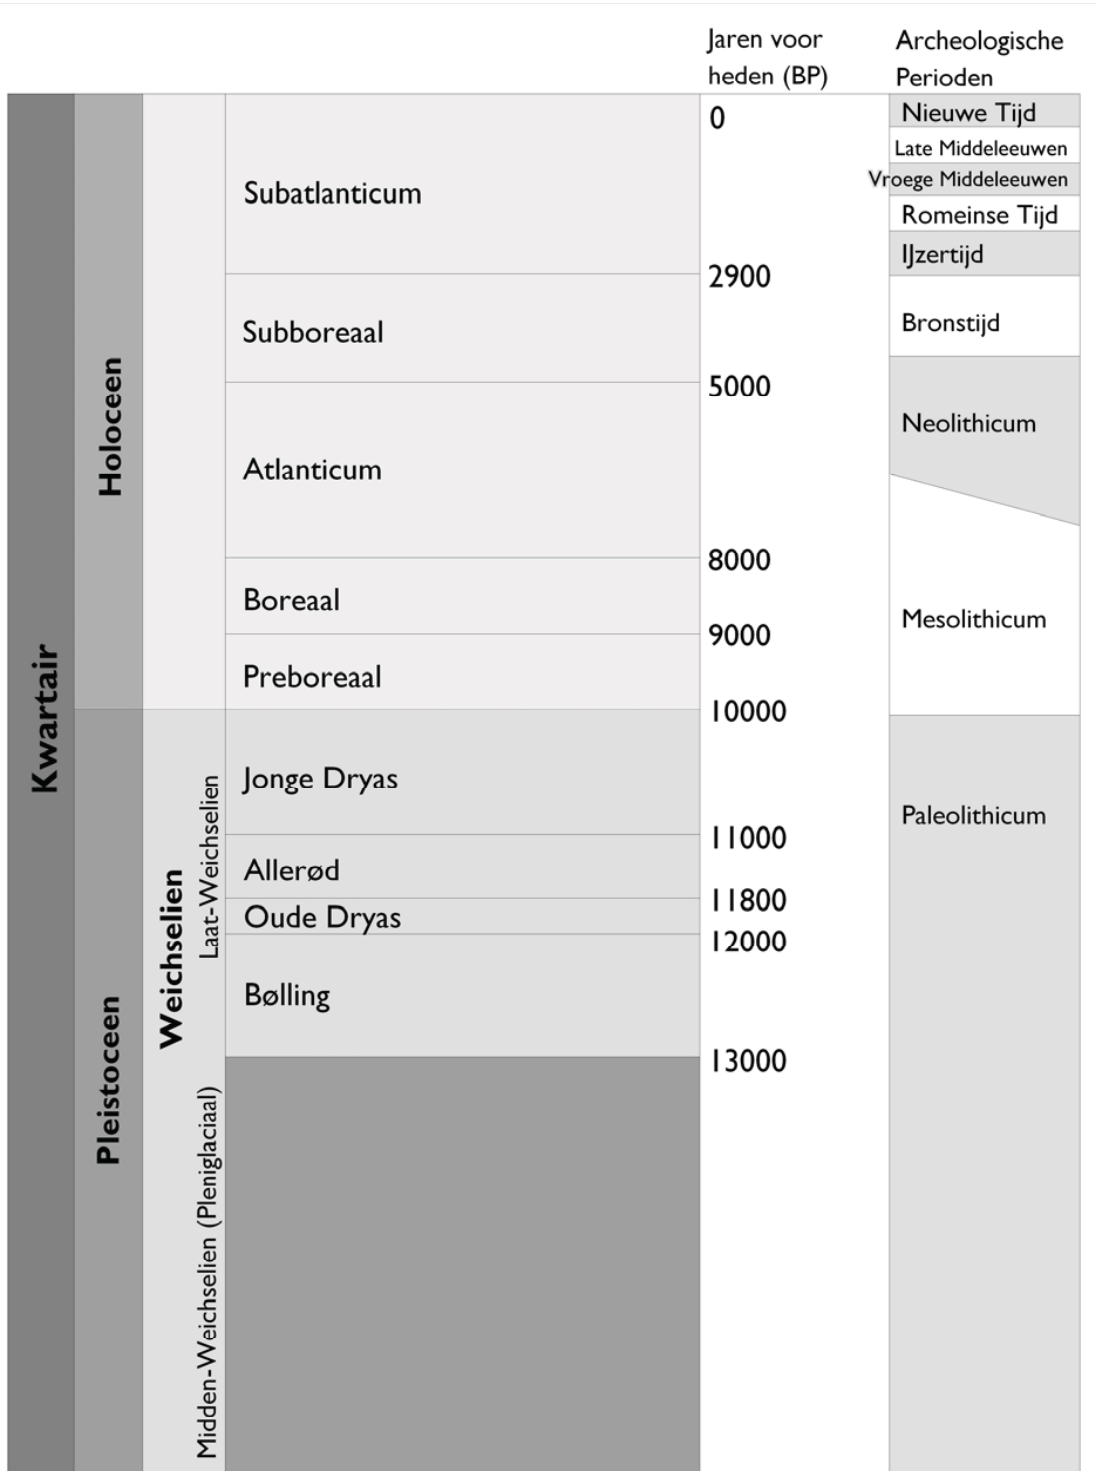 Jaren voor
heden (BP)
Archeologische
Perioden
0
Nieuwe Tijd
Late Middeleeuwen
Vroege Middeleeuwen
Subatlanticum
Romeinse Tijd
IJzertijd
2900
Subboreaal
Bronstijd
5000
Holoceen
Neolithicum
Atlanticum
8000
Boreaal
Mesolithicum
9000
Preboreaal
Kwartair
10000
Jonge Dryas
Paleolithicum
11000
Laat-Weichselien
Allerød
11800
Oude Dryas
12000
Weichselien
Bølling
13000
Pleistoceen
Midden-Weichselien (Pleniglaciaal)